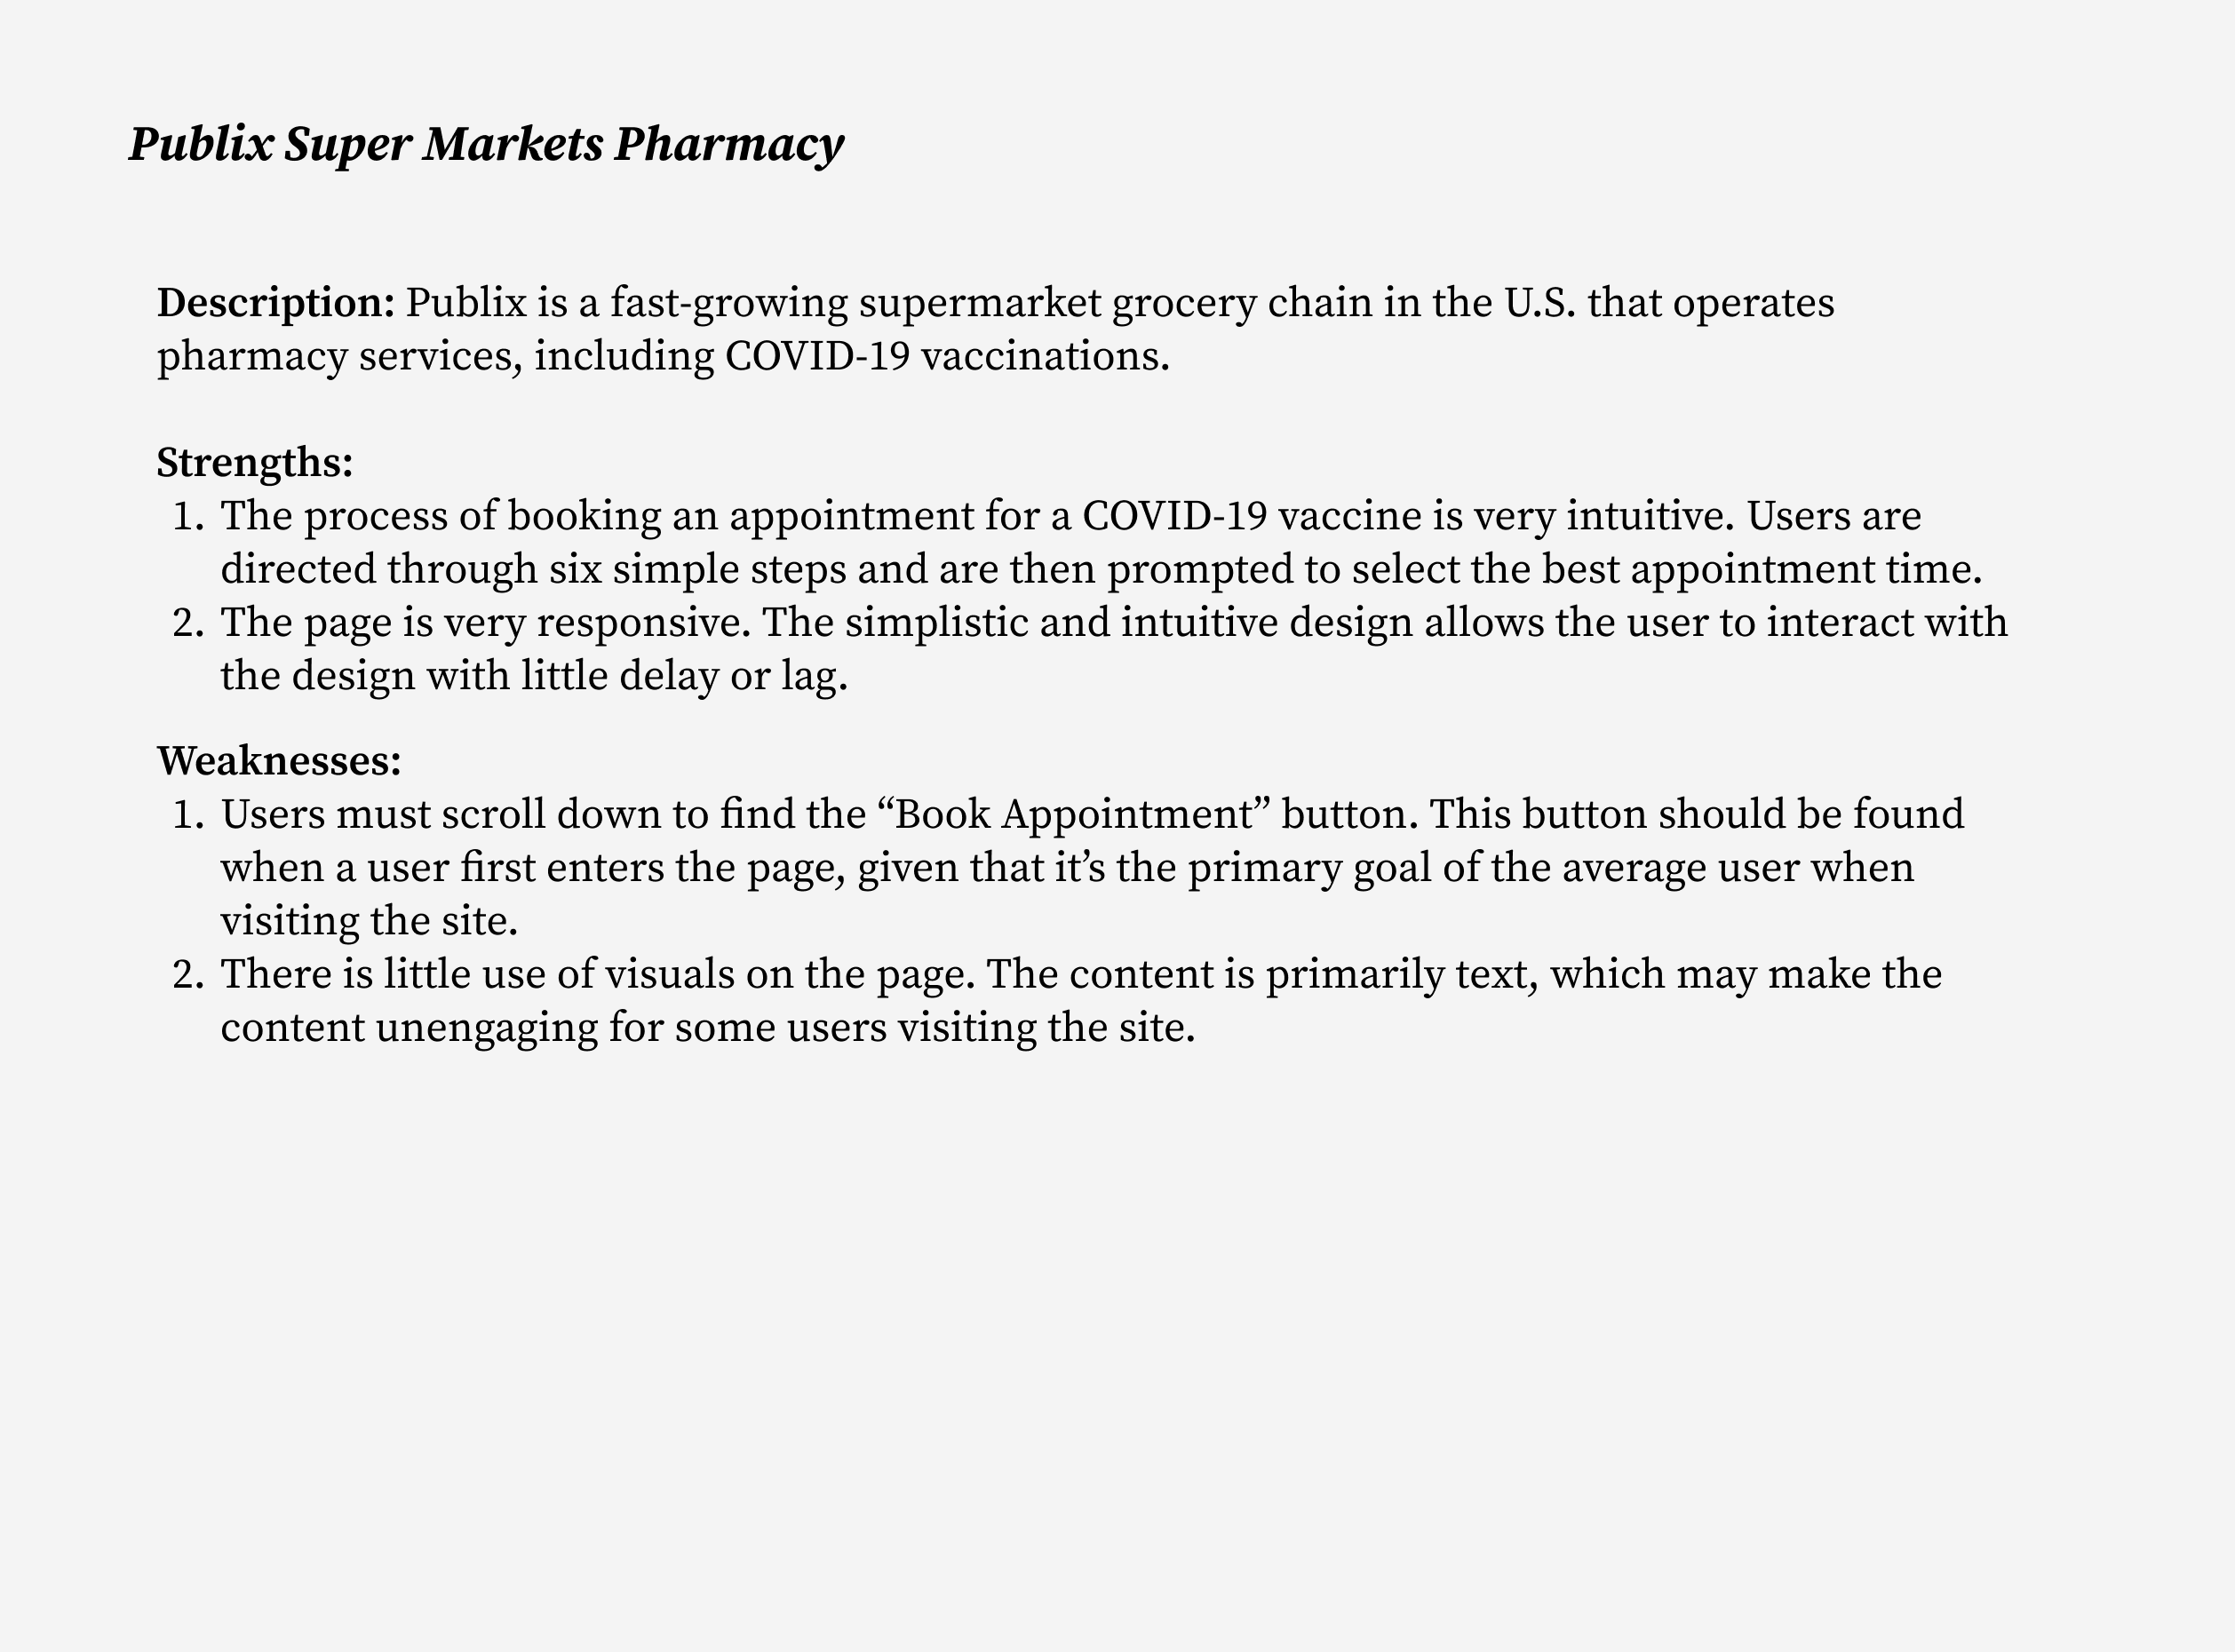 Publix Super Markets Pharmacy
Description: Publix is a fast-growing supermarket grocery chain in the U.S. that operates
pharmacy services, including COVID-19 vaccinations.
Strengths:
1. The process of booking an appointment for a COVID-19 vaccine is very intuitive. Users are
directed through six simple steps and are then prompted to select the best appointment time.
2. The page is very responsive. The simplistic and intuitive design allows the user to interact with
the design with little delay or lag.
Weaknesses:
1. Users must scroll down to find the “Book Appointment” button. This button should be found
when a user first enters the page, given that it’s the primary goal of the average user when
visiting the site.
2. There is little use of visuals on the page. The content is primarily text, which may make the
content unengaging for some users visiting the site.